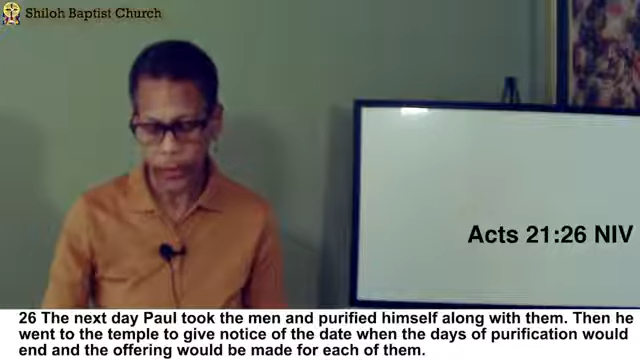 Shiloh Baptist Church
Acts 21:26 NIV
26 The next day Paul took the men and purified himself along with them. Then he
went to the temple to give notice of the date when the days of purification would
end and the offering would be made for each of them.